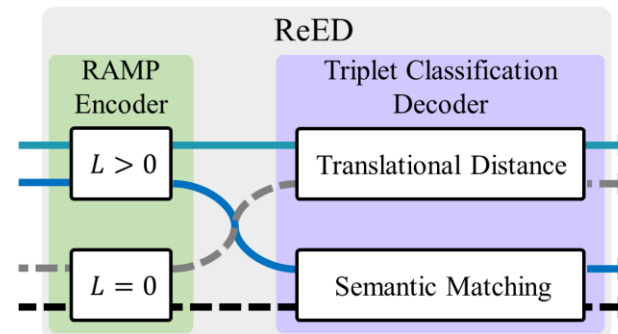 ReED
RAMP
Encoder
Triplet Classification
Decoder
L > 0
Translational Distance
L = 0
Semantic Matching